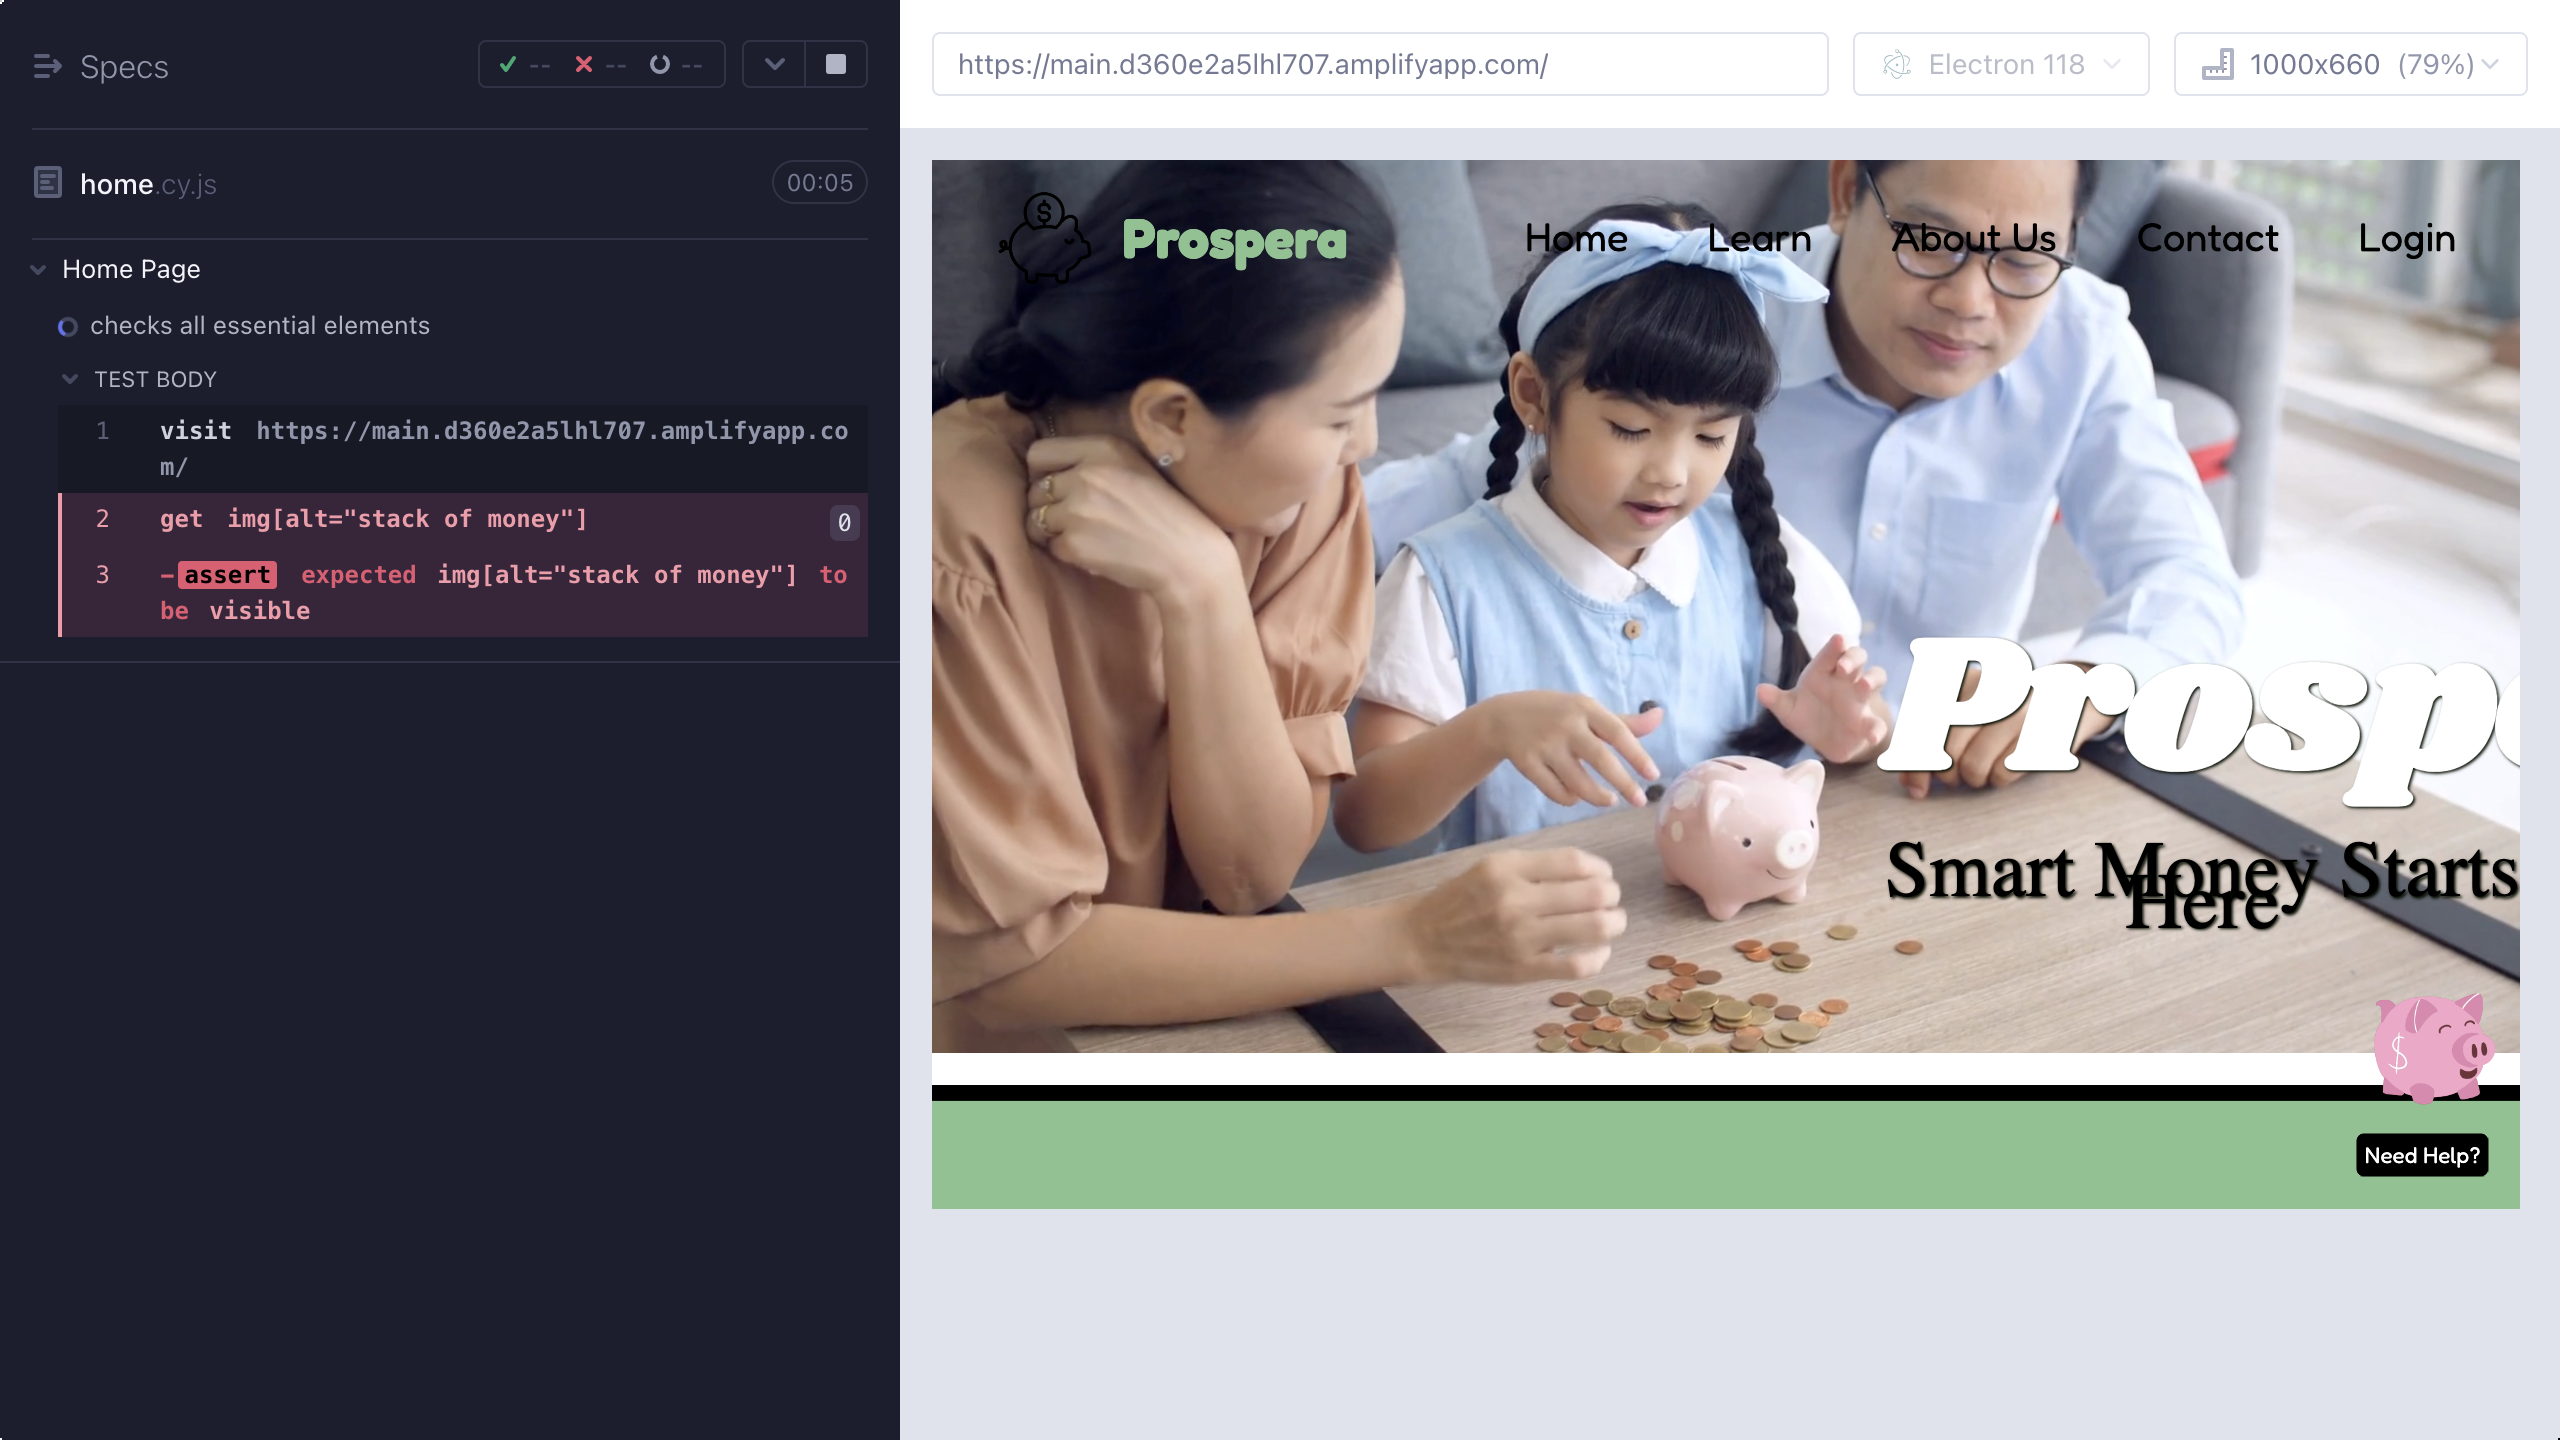 Specs
-- -- --
home.cy.js
00:05
Home Page
checks all essential elements
TEST BODY
1 visit https://main.d360e2a5lhl707.amplifyapp.co
m/
2 get img[alt="stack of money"] 0
3 -assert expected img[alt="stack of money"] to
be visible
https://main.d360e2a5lhl707.amplifyapp.com/
Electron 118
1000x660 (79%)
$
Prospera
Home Learn About Us Contact Login
Prospe
Smart Money Starts
Here
$
Need Help?